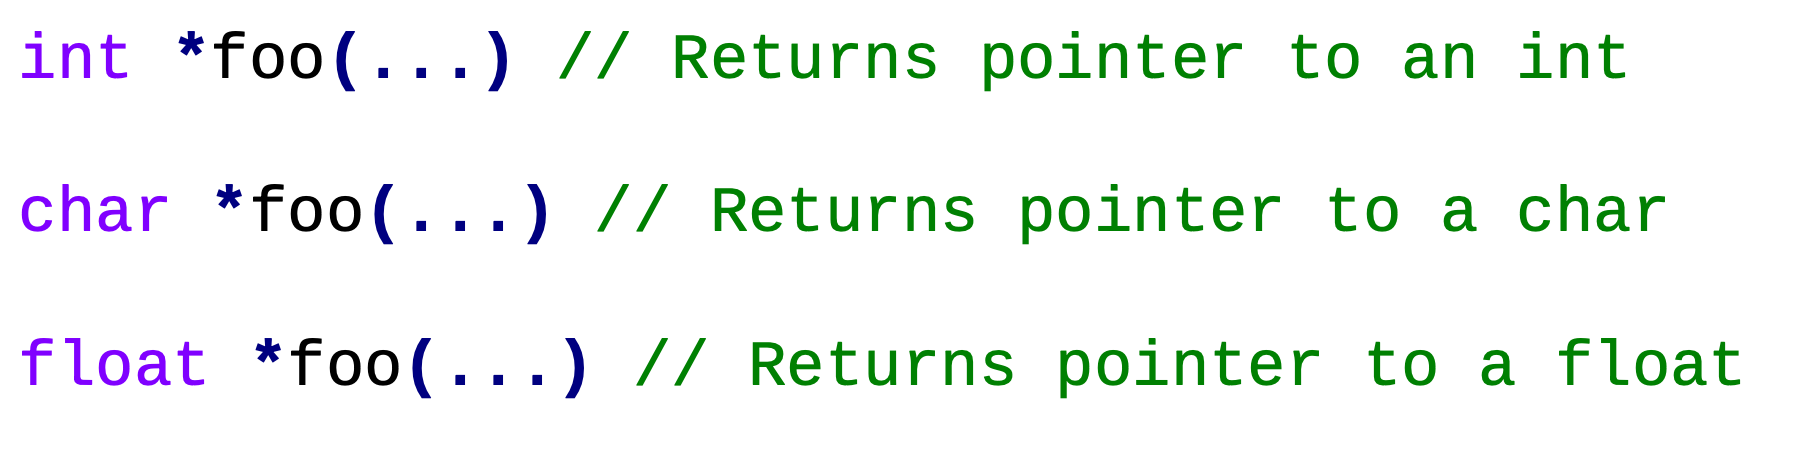 int *foo(...) // Returns pointer to an int
char *foo(...) // Returns pointer to a char
float *foo(...) // Returns pointer to a float